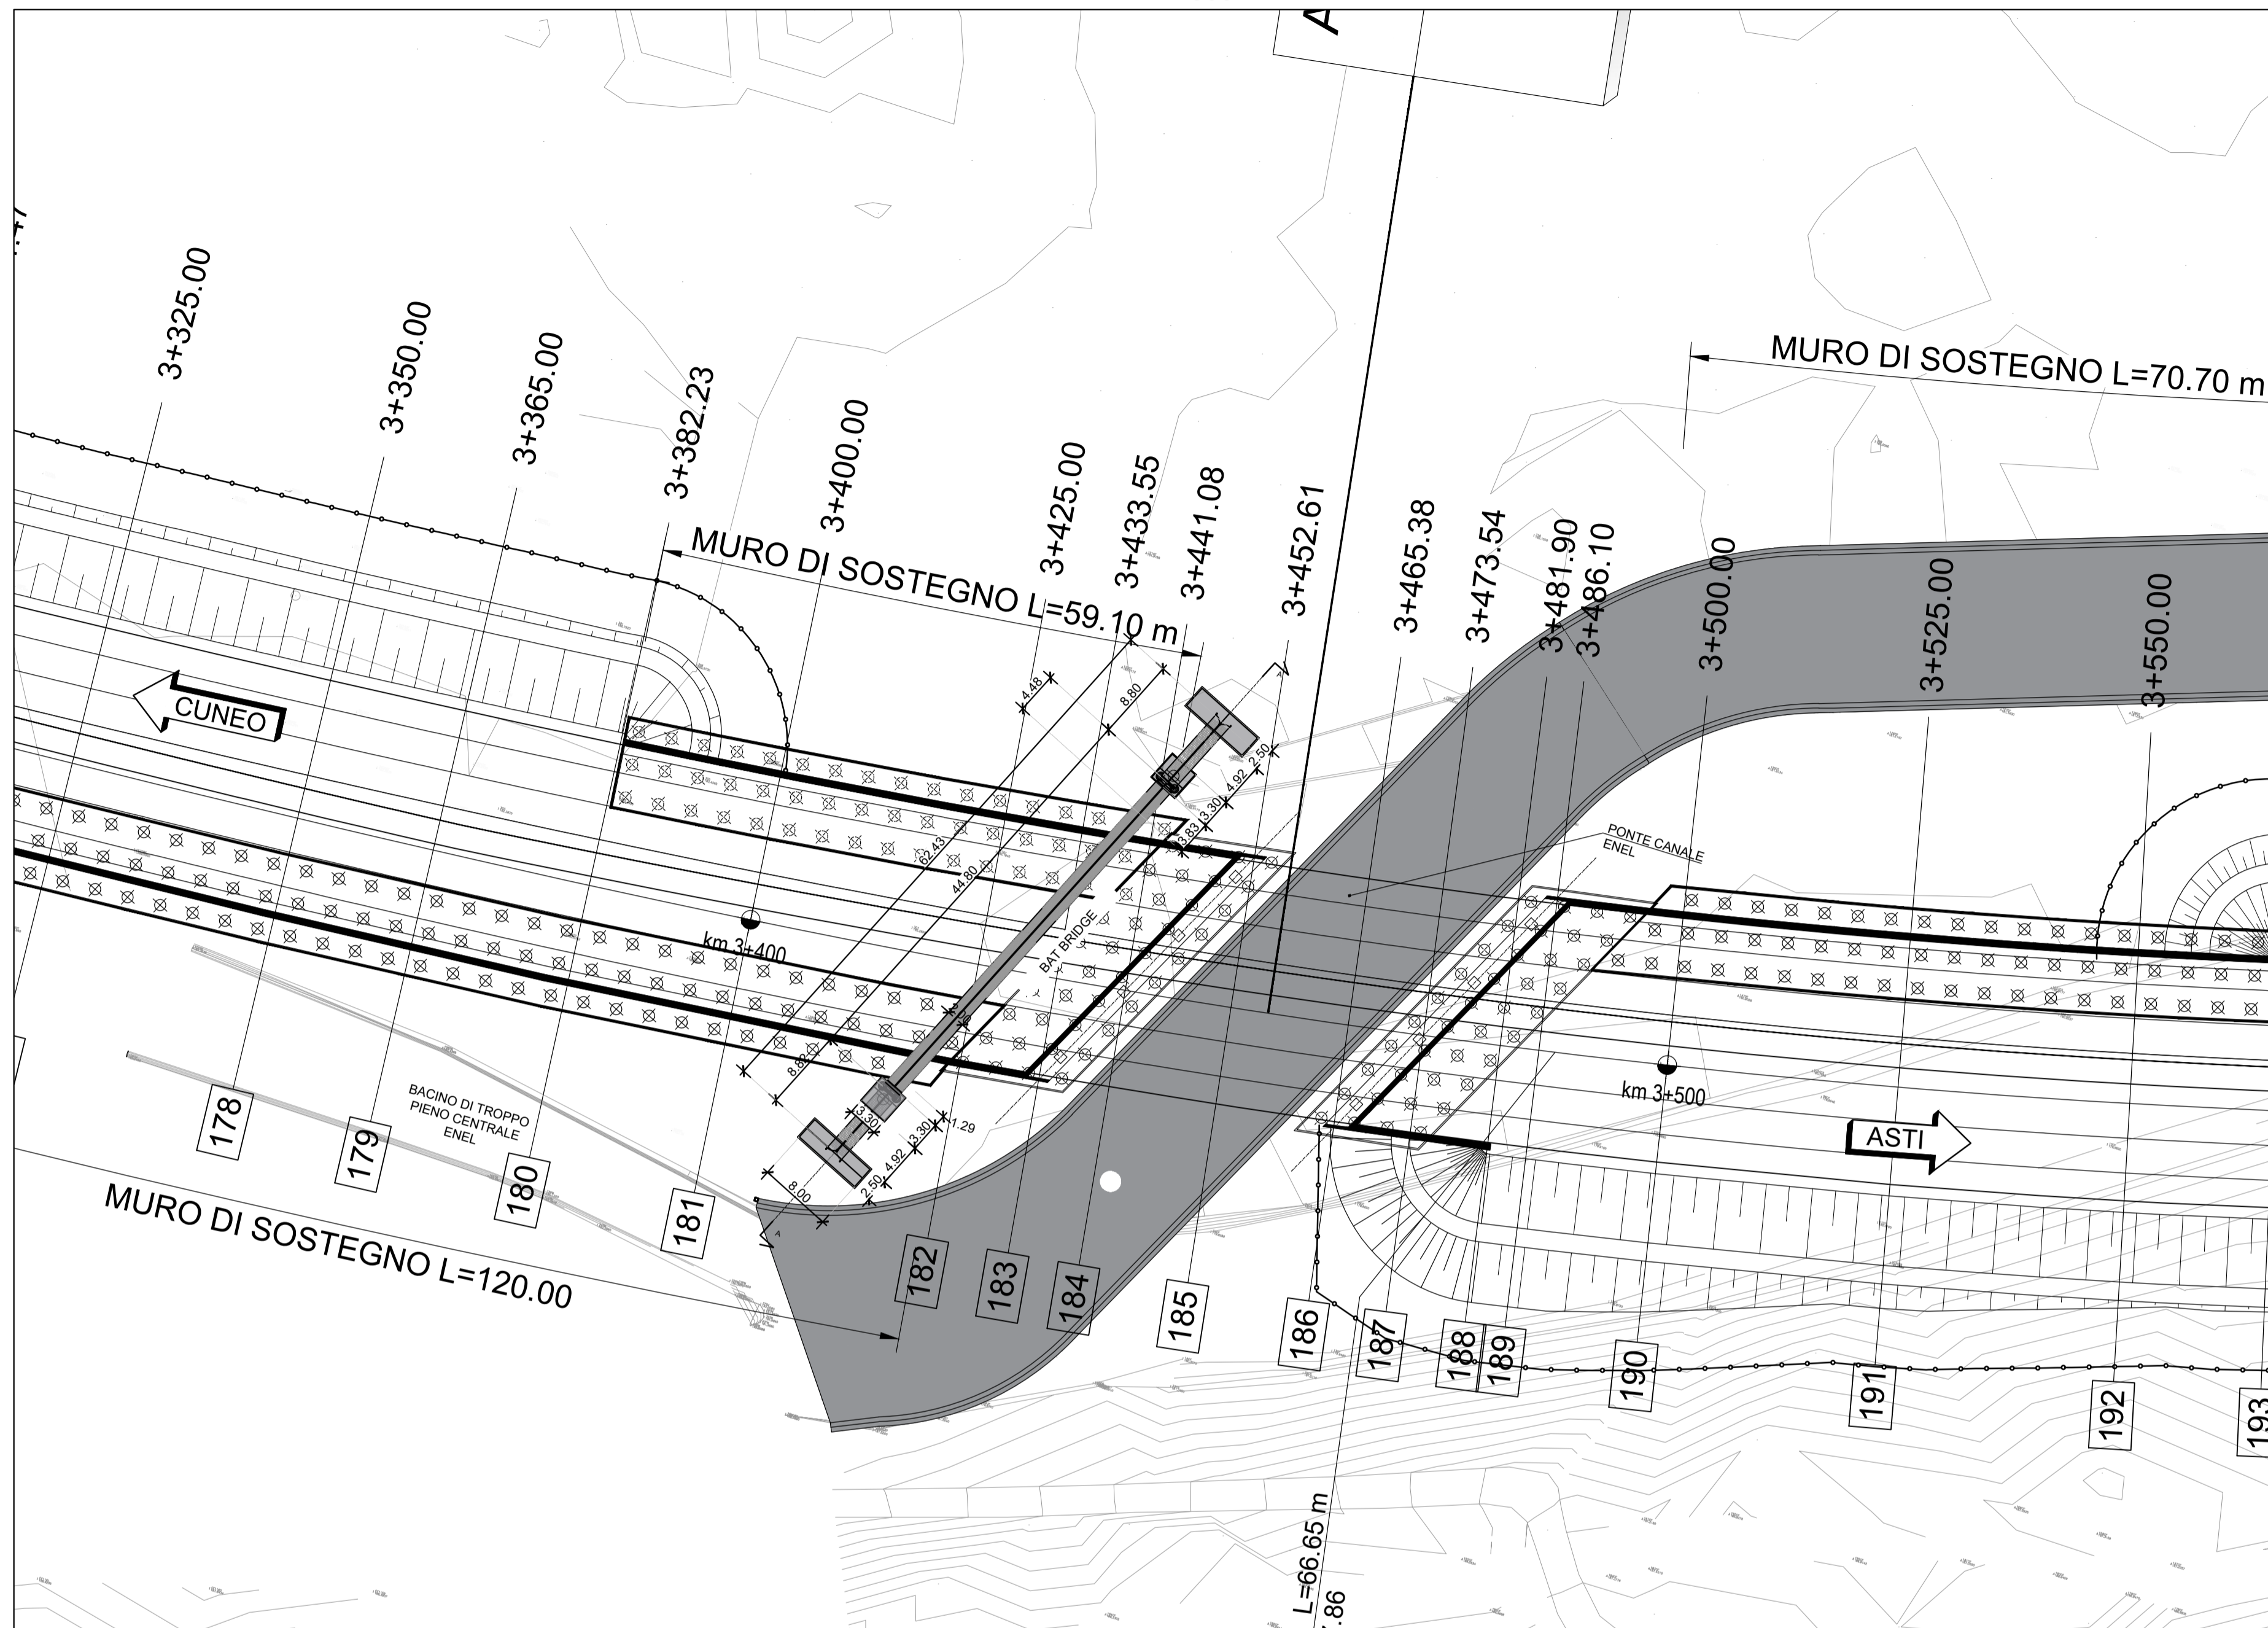 A
3+325.00
3+350.00
3+365.00
3+382.23
3+400.00
3+425.00
3+433.55
3+441.08
3+452.61
3+465.38
3+473.54
3+481.90
3+486.10
3+500.00
3+525.00
3+550.00
MURO DI SOSTEGNO L=70.70 m
MURO DI SOSTEGNO L=59.10 m
CUNEO
4.48
8.80
A
2.50
4.92
3.30
3.83
62.43
44.80
BAT BRIDGE
PONTE CANALE
ENEL
km 3+400
km 3+500
ASTI
8.82
3.30
1.29
3.30
4.92
2.50
8.00
A
BACINO DI TROPPO
PIENO CENTRALE
ENEL
MURO DI SOSTEGNO L=120.00
178
179
180
181
182
183
184
185
186
187
188
189
190
191
192
193
L=66.65 m
.86